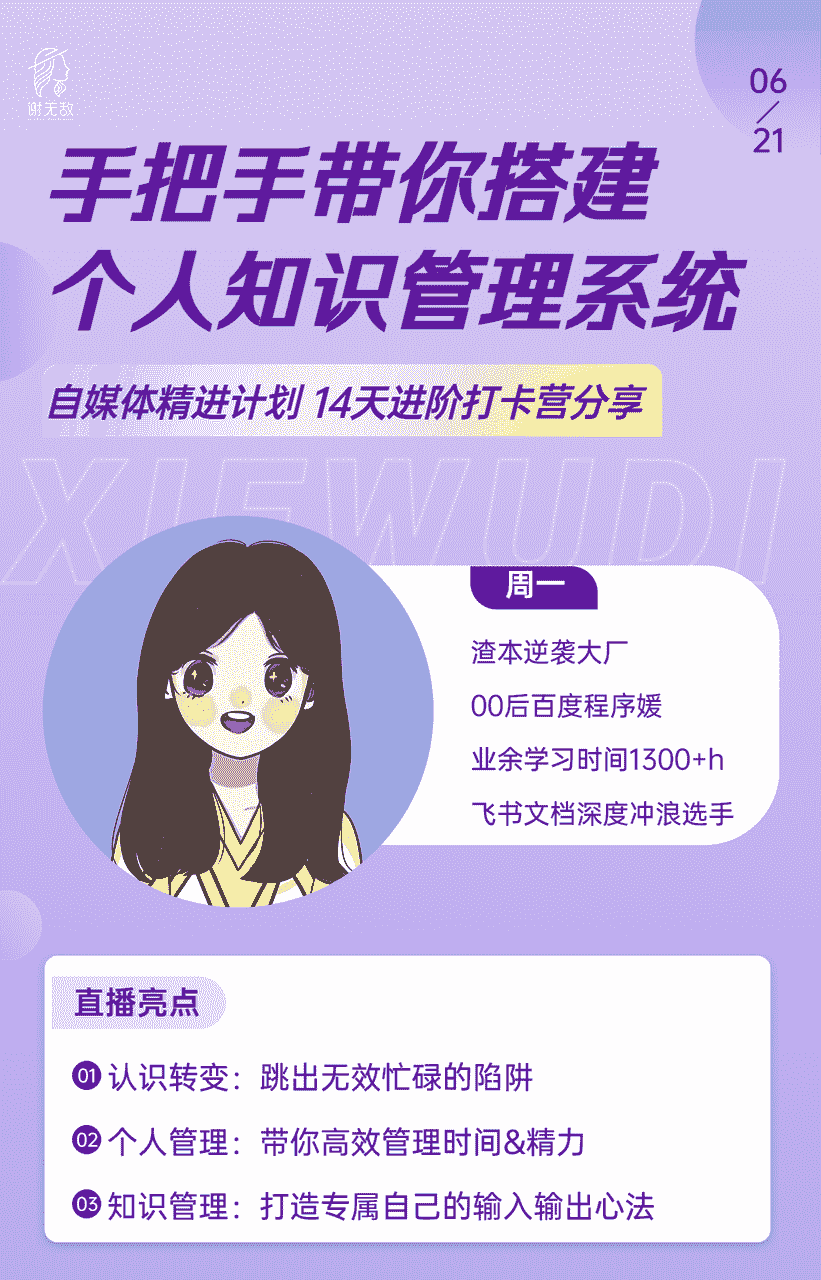 谢无敌
06
21
手把手带你搭建
个人知识管理系统
自媒体精进计划 14天进阶打卡营分享
XIEWUDI
周一
渣本逆袭大厂
00后百度程序媛
业余学习时间1300+h
飞书文档深度冲浪选手
直播亮点
01 认识转变：跳出无效忙碌的陷阱
02 个人管理：带你高效管理时间&精力
03 知识管理：打造专属自己的输入输出心法